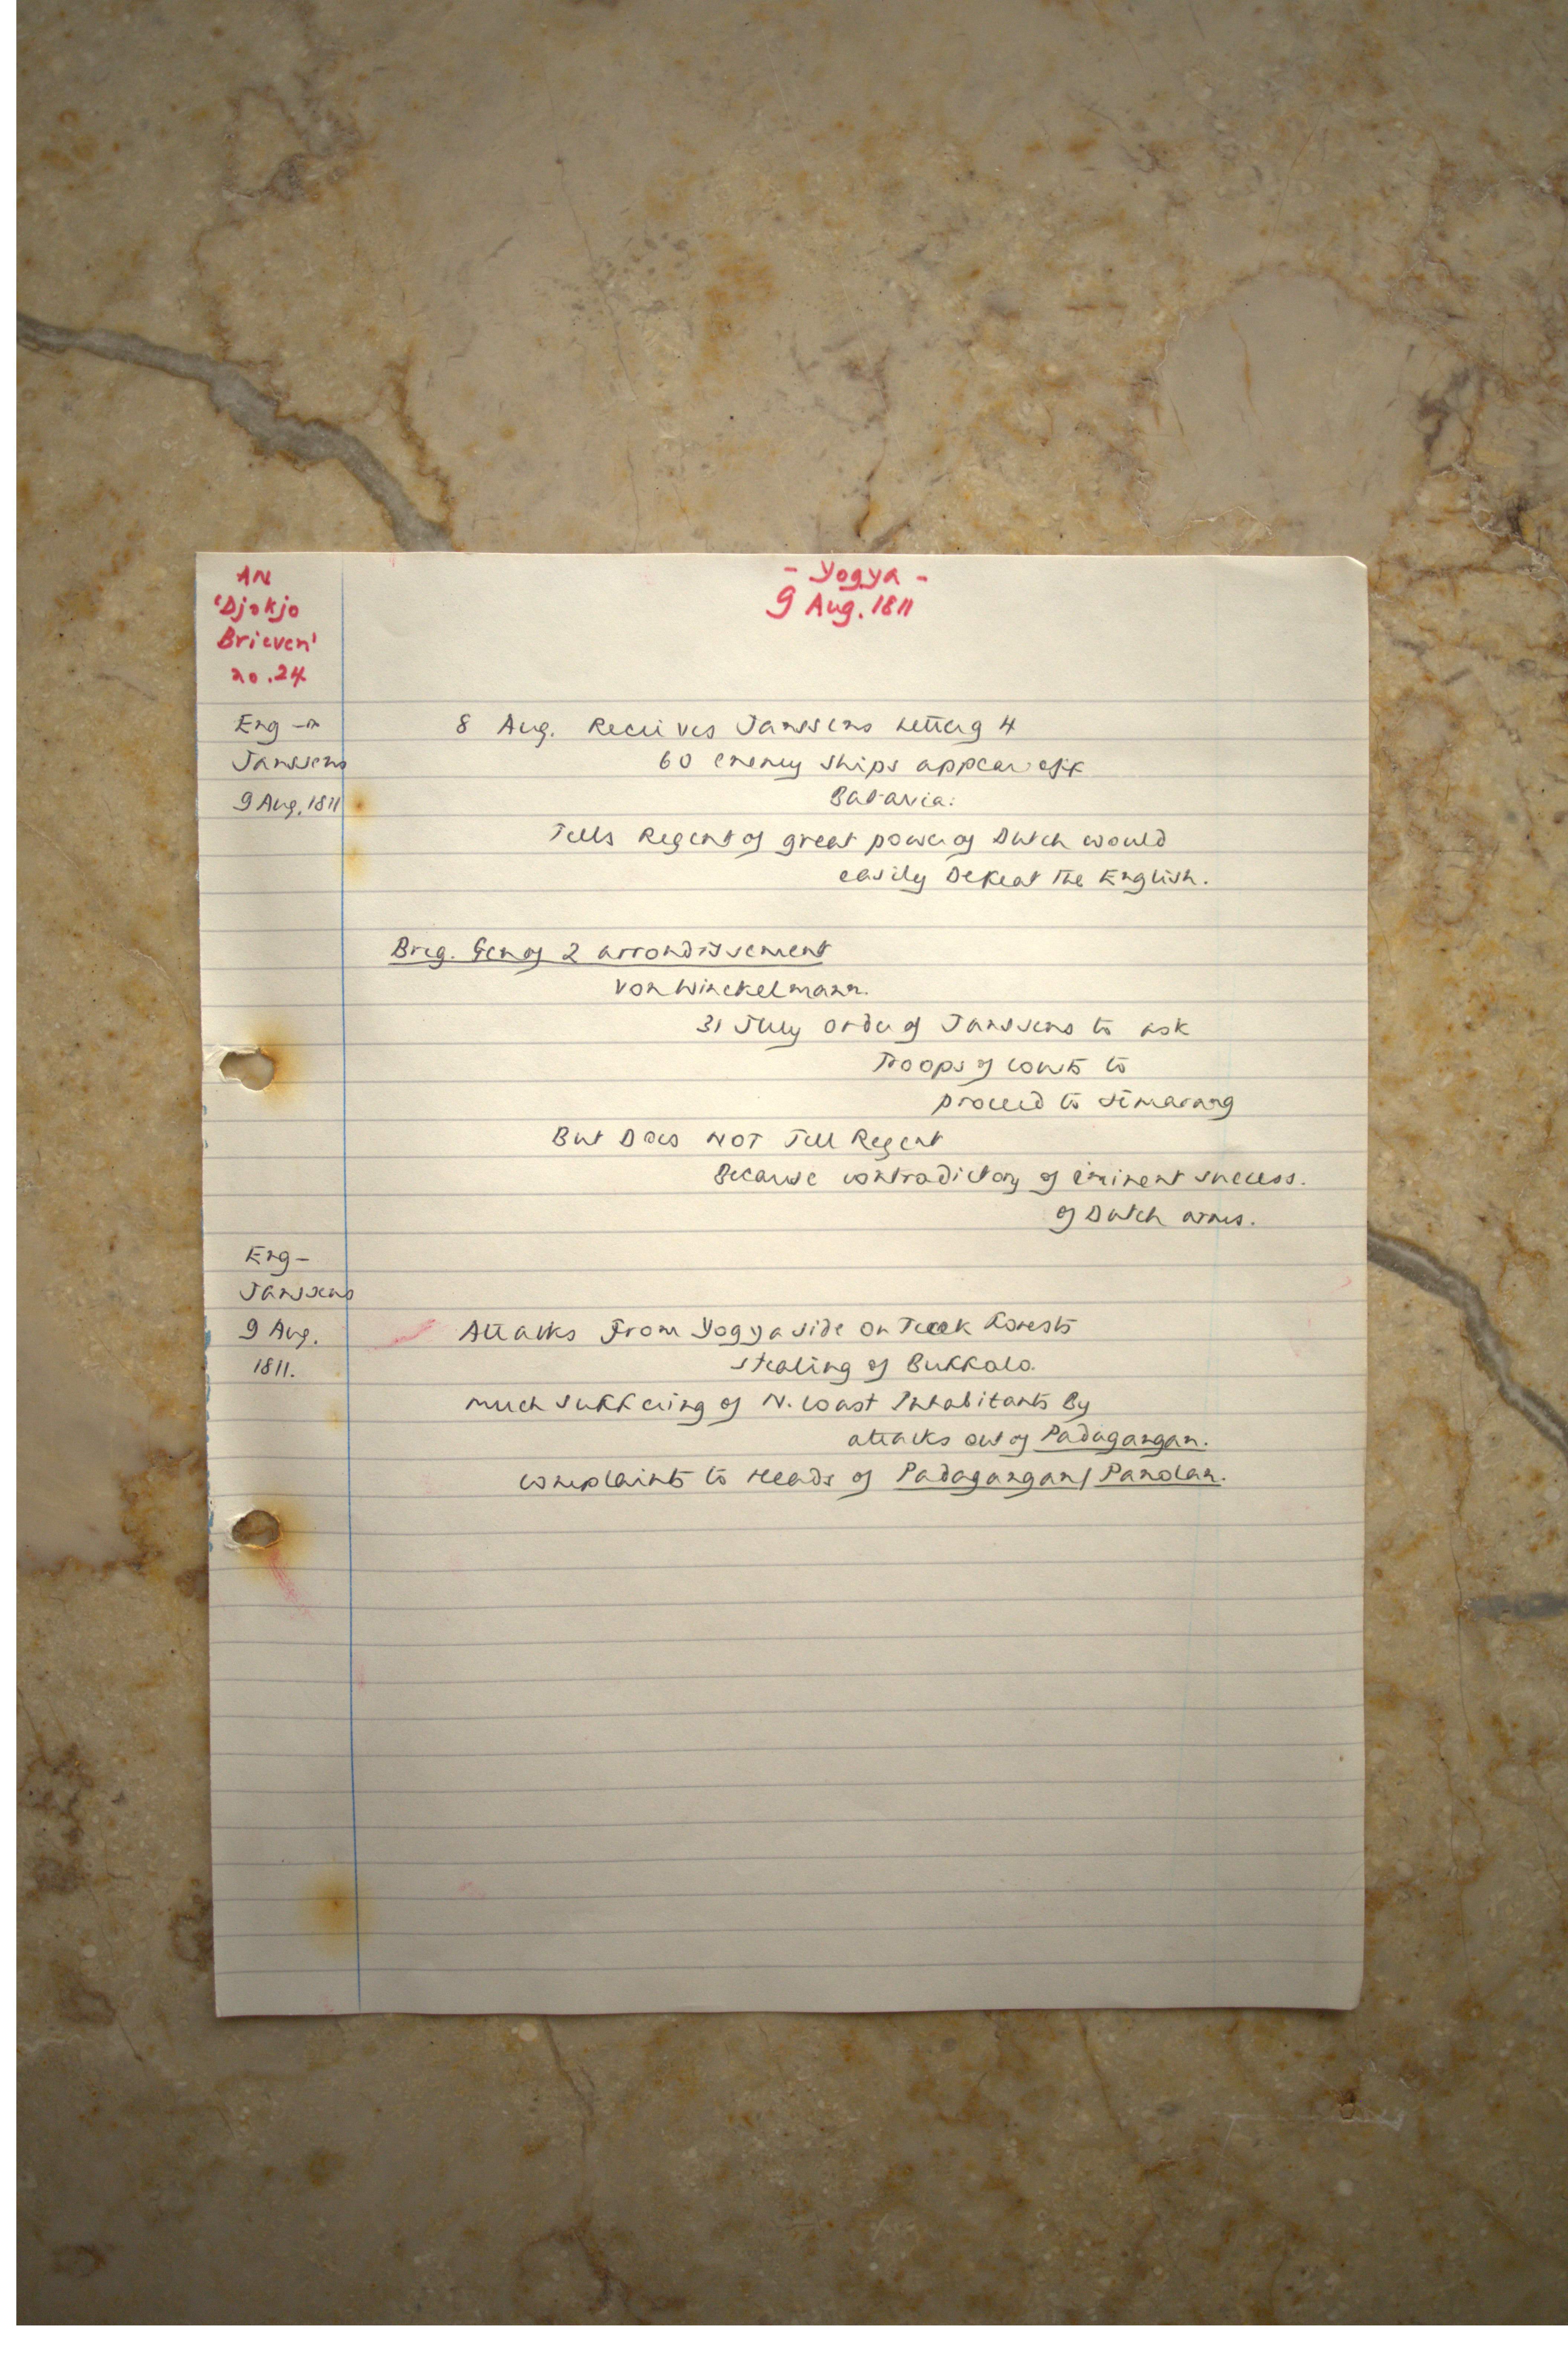 AN
'Djokjo
Brieven'
no. 24
- Yogya -
9 Aug. 1811
Eng -n
Janssens
9 Aug. 1811
8 Aug. Receives Janssens letter of 4
60 enemy ships appear off
Batavia.
Tells Regent of great power of Dutch would
easily Defeat the English.
Brig. Gen of 2 arrondissement
Von Winckelmann.
31 July order of Janssens to ask
Troops of courts to
proceed to Semarang
But Does NOT Tell Regent
Because contradictory of eminent success.
of Dutch arms.
Eng -
Janssens
9 Aug.
1811.
Attacks From Yogya side on Teak Forests
stealing of Buffalo.
much suffering of N. Coast Inhabitants By
attacks out of Padagangan.
complaints to Heads of Padagangan/ Panolan.